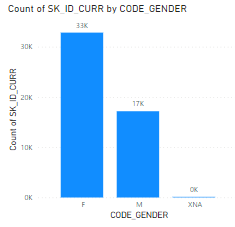 Count of SK_ID_CURR by CODE_GENDER
33K
30K
20K
17K
10K
0K
0K
Count of SK_ID_CURR
F
M
XNA
CODE_GENDER